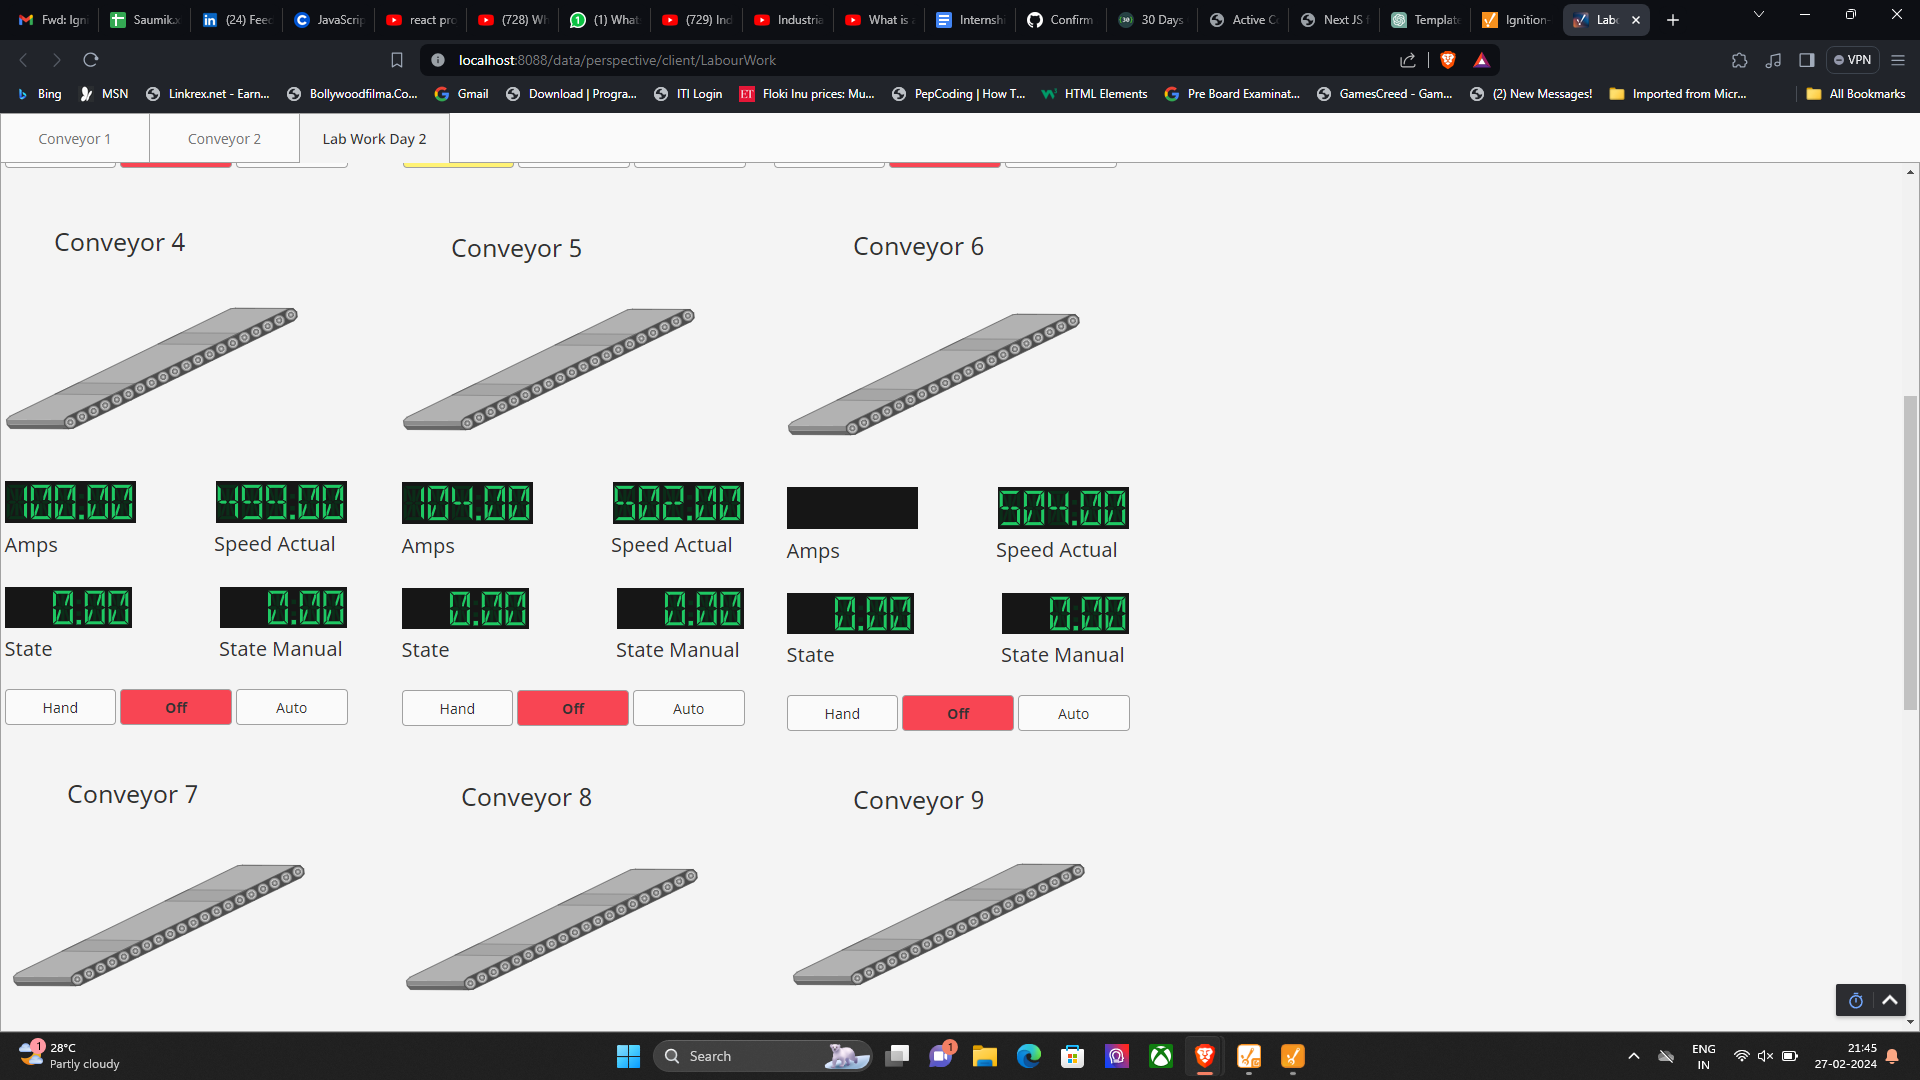 Fwd: Igni
Saumik.x
(24) Feed
JavaScrip
react pro
(728) Wh
(1) What
(729) Ind
Industria
What is
Internshi
Confirm
30 Days
Active Co
Next JS f
Template
Ignition-
Labo
localhost:8088/data/perspective/client/LabourWork
VPN
Bing
MSN
Linkrex.net - Earn...
Bollywoodfilma.Co...
Gmail
Download | Progra...
ITI Login
ET
Floki Inu prices: Mu...
PepCoding | How T...
HTML Elements
Pre Board Examinat...
GamesCreed - Gam...
(2) New Messages!
Imported from Micr...
All Bookmarks
Conveyor 1
Conveyor 2
Lab Work Day 2
Conveyor 4
Conveyor 5
Conveyor 6
100.00
499.00
104.00
502.00
504.00
Amps
Speed Actual
Amps
Speed Actual
Amps
Speed Actual
0.00
0.00
0.00
0.00
0.00
0.00
State
State Manual
State
State Manual
State
State Manual
Hand
Off
Auto
Hand
Off
Auto
Hand
Off
Auto
Conveyor 7
Conveyor 8
Conveyor 9
1
28°C
Partly cloudy
Search
1
ENG
IN
21:45
27-02-2024